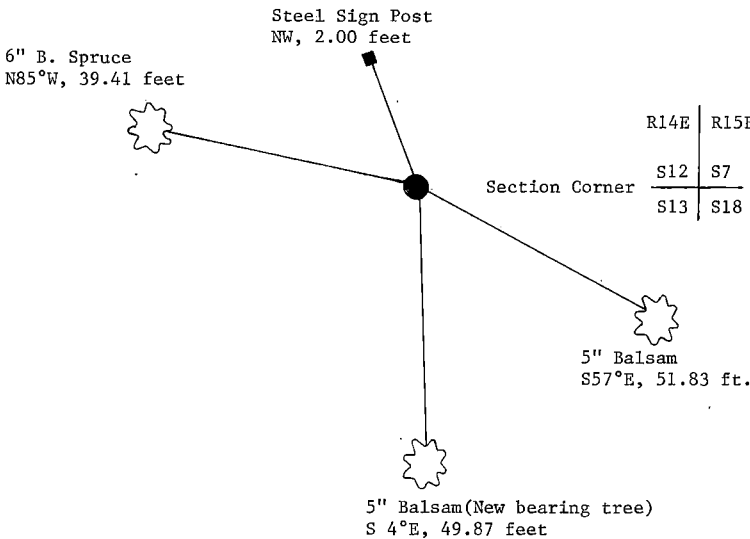 Steel Sign Post
NW, 2.00 feet
6" B. Spruce
N85°W, 39.41 feet
R14E R15E
S12 S7
Section Corner
S13 S18
5" Balsam
S57°E, 51.83 ft.
5" Balsam(New bearing tree)
S 4°E, 49.87 feet